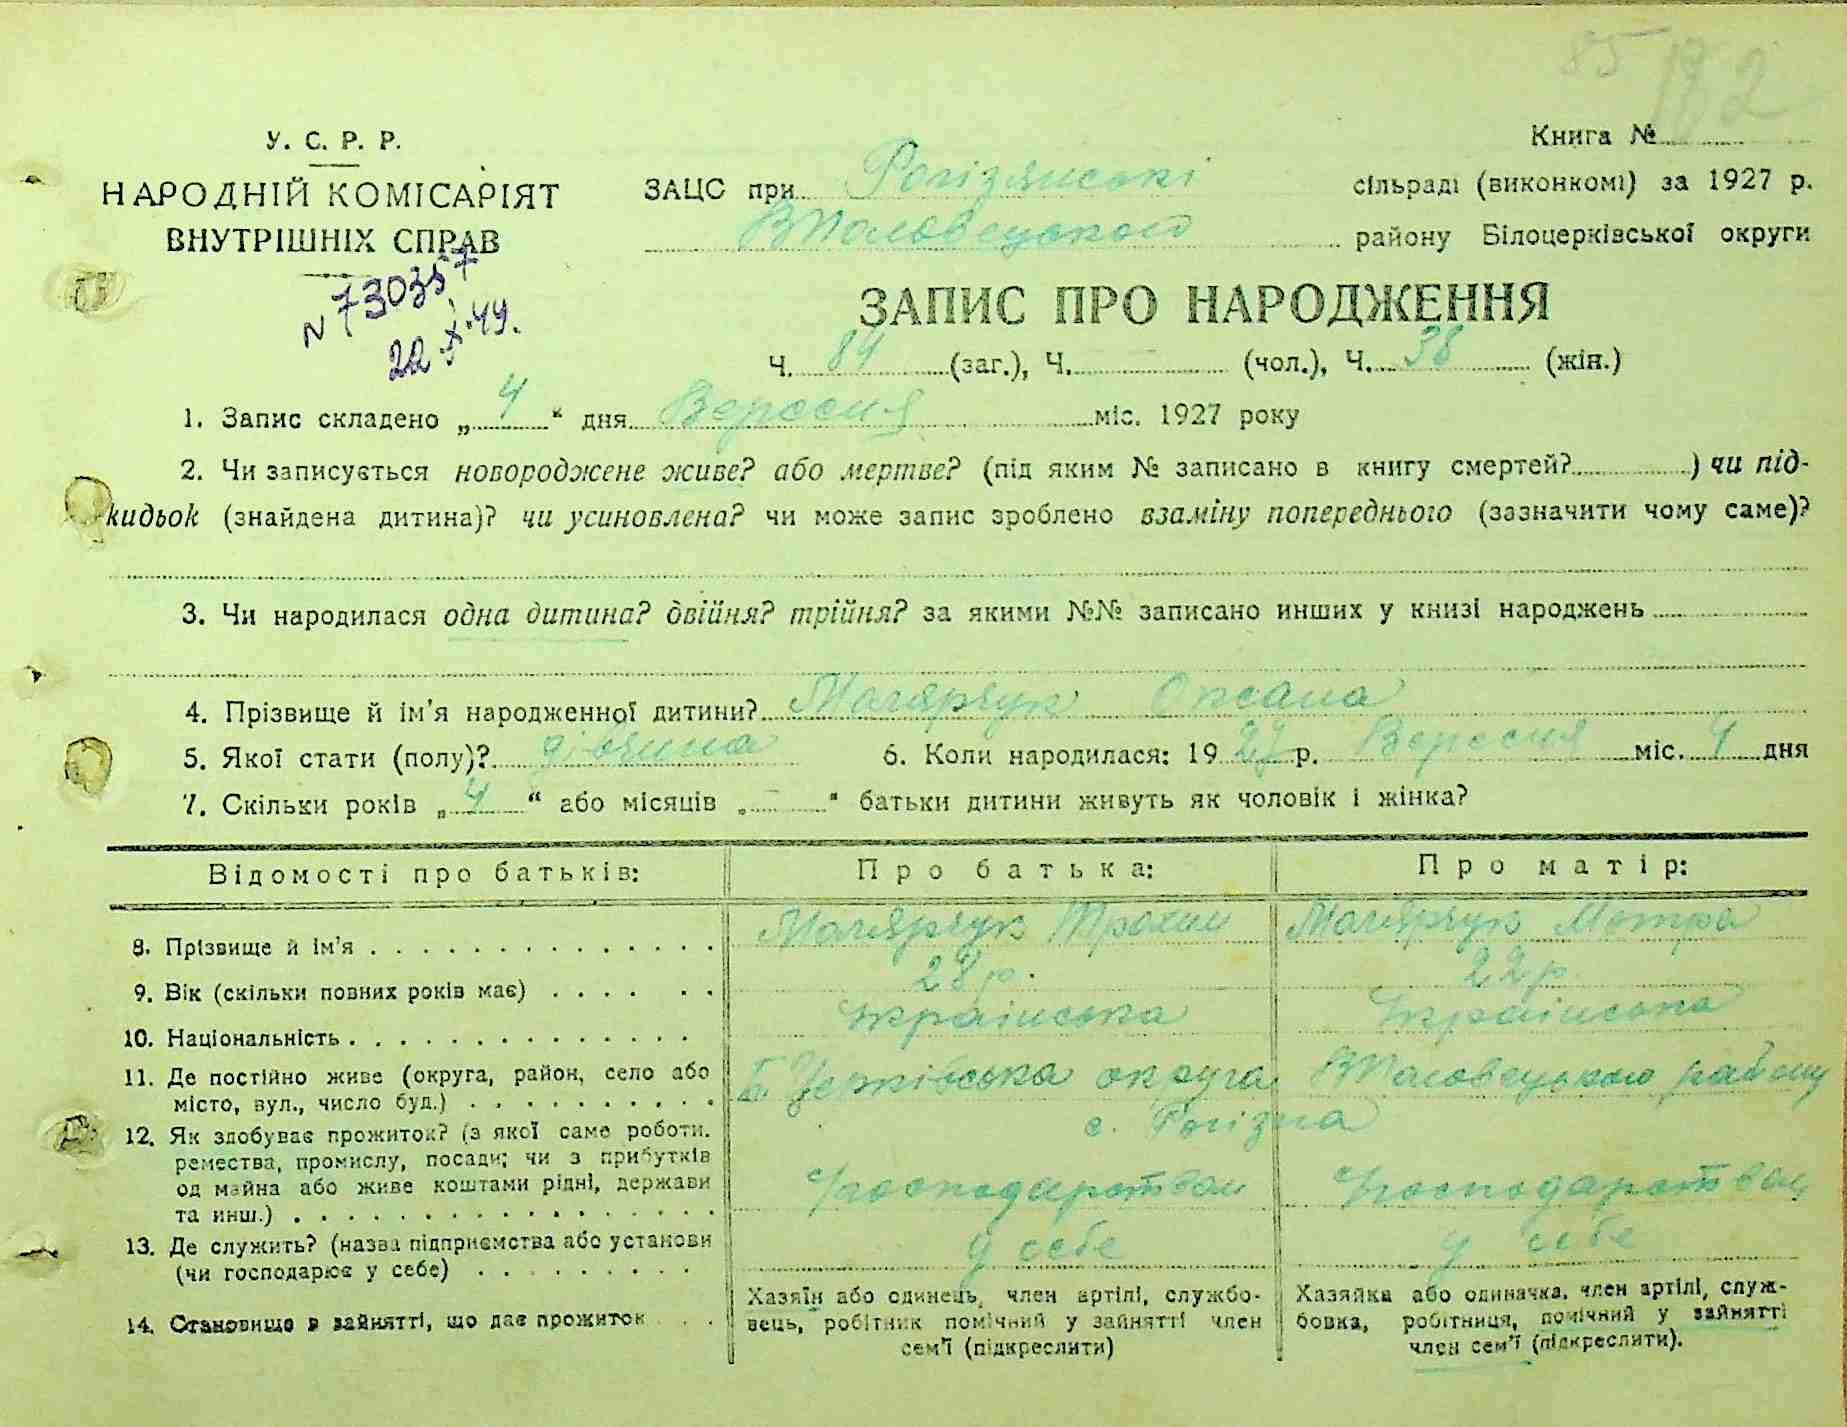 85 182
У. С. Р. Р.
НАРОДНІЙ КОМІСАРІЯТ
ВНУТРІШНІХ СПРАВ
N 730357
22.X.49.
Книга №
ЗАЦС при Рогізянські сільраді (виконкомі) за 1927 р.
ВПоловецького району Білоцерківської округи
ЗАПИС ПРО НАРОДЖЕННЯ
Ч. 84 (заг.), Ч. — (чол.), Ч. 38 (жін.)
1. Запис складено „ 4 “ дня Вересня міс. 1927 року
2. Чи записується новороджене живе? або мертве? (під яким № записано в книгу смертей? ) чи під-
кидьок (знайдена дитина)? чи усиновлена? чи може запис зроблено взаміну попереднього (зазначити чому саме)?
3. Чи народилася одна дитина? двійня? трійня? за якими №№ записано инших у книзі народжень
4. Прізвище й ім’я народженної дитини? Малярчук Оксана
5. Якої стати (полу)? дівчина 6. Коли народилася: 1927 р. Вересня міс. 4 дня
7. Скільки років „ 4 “ або місяців „ — “ батьки дитини живуть як чоловік і жінка?
Відомості про батьків: Про батька: Про матір:
8. Прізвище й ім’я Малярчук Трохим Малярчук Мотря
9. Вік (скільки повних років має) 28 р. 22 р.
10. Національність Українська Українська
11. Де постійно живе (округа, район, село або Б. Церківська округа ВПоловецького району
місто, вул., число буд.) с. Рогізна
12. Як здобуває прожиток? (з якої саме роботи.
ремества, промислу, посади; чи з прибутків
од майна або живе коштами рідні, держави Господарством Господарством
та инш.)
13. Де служить? (назва підприємства або установи у себе у себе
(чи господарює у себе)
14. Становище в зайнятті, що дає прожиток
Хазяїн або одинець, член артілі, службо-
вець, робітник помічний у зайнятті член
сем’ї (підкреслити)
Хазяйка або одиначка, член артілі, служ-
бовка, робітниця, помічний у зайнятті
член сем’ї (підкреслити).